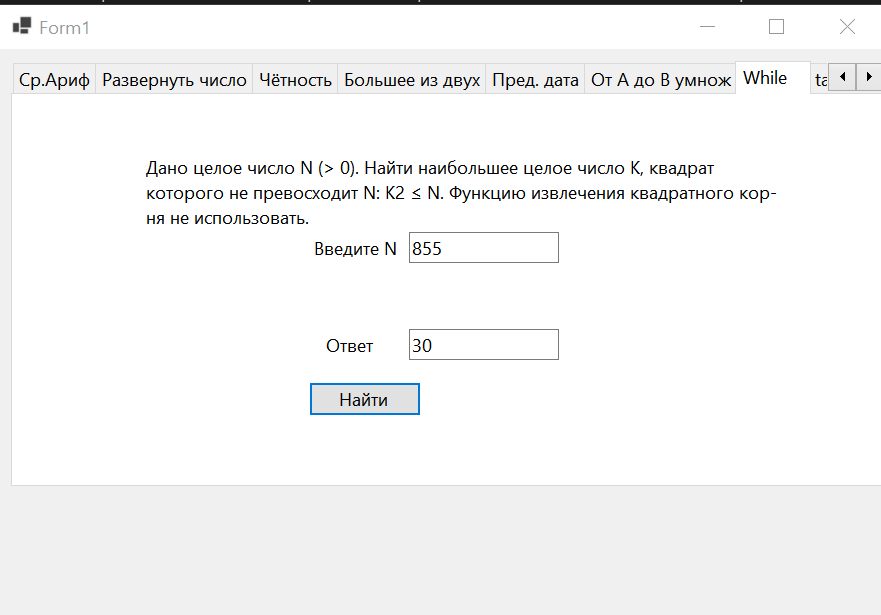 Form1
Ср.Ариф Развернуть число Чётность Большее из двух Пред. дата От А до В умнож While ta
Дано целое число N (> 0). Найти наибольшее целое число K, квадрат
которого не превосходит N: K2 ≤ N. Функцию извлечения квадратного кор-
ня не использовать.
Введите N 855
Ответ 30
Найти